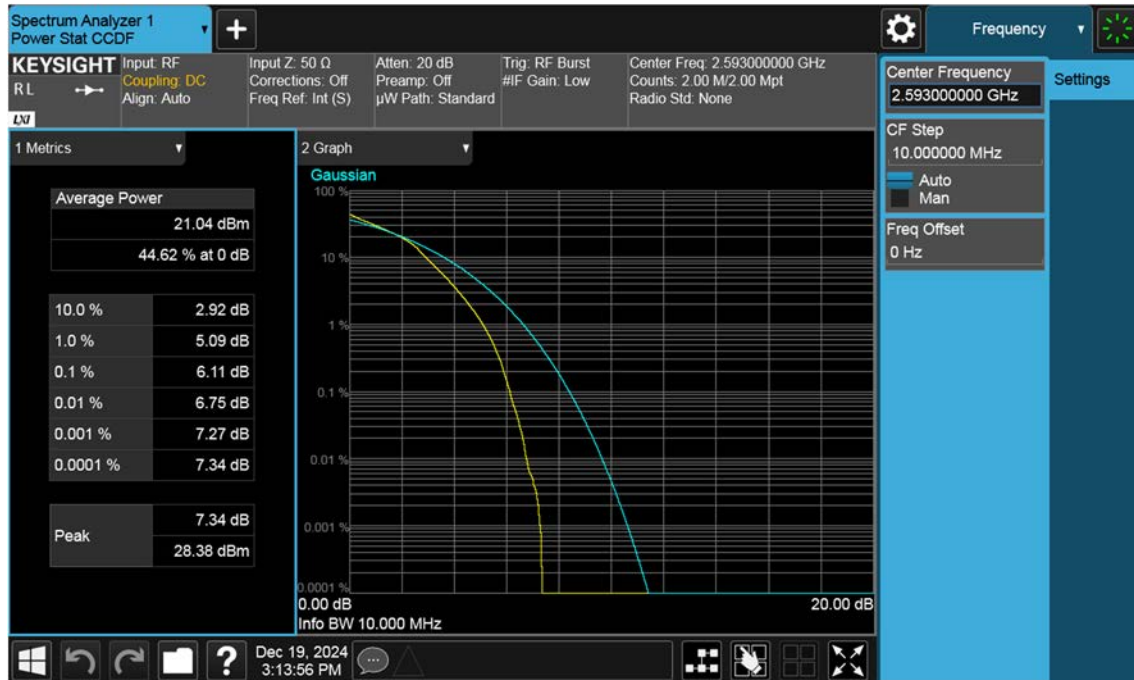 Spectrum Analyzer 1
Power Stat CCDF
+
Frequency
KEYSIGHT
R L
LXI
Input: RF
Coupling: DC
Align: Auto
Input Z: 50 Ω
Corrections: Off
Freq Ref: Int (S)
Atten: 20 dB
Preamp: Off
µW Path: Standard
Trig: RF Burst
#IF Gain: Low
Center Freq: 2.593000000 GHz
Counts: 2.00 M/2.00 Mpt
Radio Std: None
Center Frequency
2.593000000 GHz
Settings
CF Step
10.000000 MHz
Auto
Man
Freq Offset
0 Hz
1 Metrics
Average Power
21.04 dBm
44.62 % at 0 dB
10.0 % 2.92 dB
1.0 % 5.09 dB
0.1 % 6.11 dB
0.01 % 6.75 dB
0.001 % 7.27 dB
0.0001 % 7.34 dB
Peak
7.34 dB
28.38 dBm
2 Graph
Gaussian
100 %
10 %
1 %
0.1 %
0.01 %
0.001 %
0.0001 %
0.00 dB 20.00 dB
Info BW 10.000 MHz
?
Dec 19, 2024
3:13:56 PM